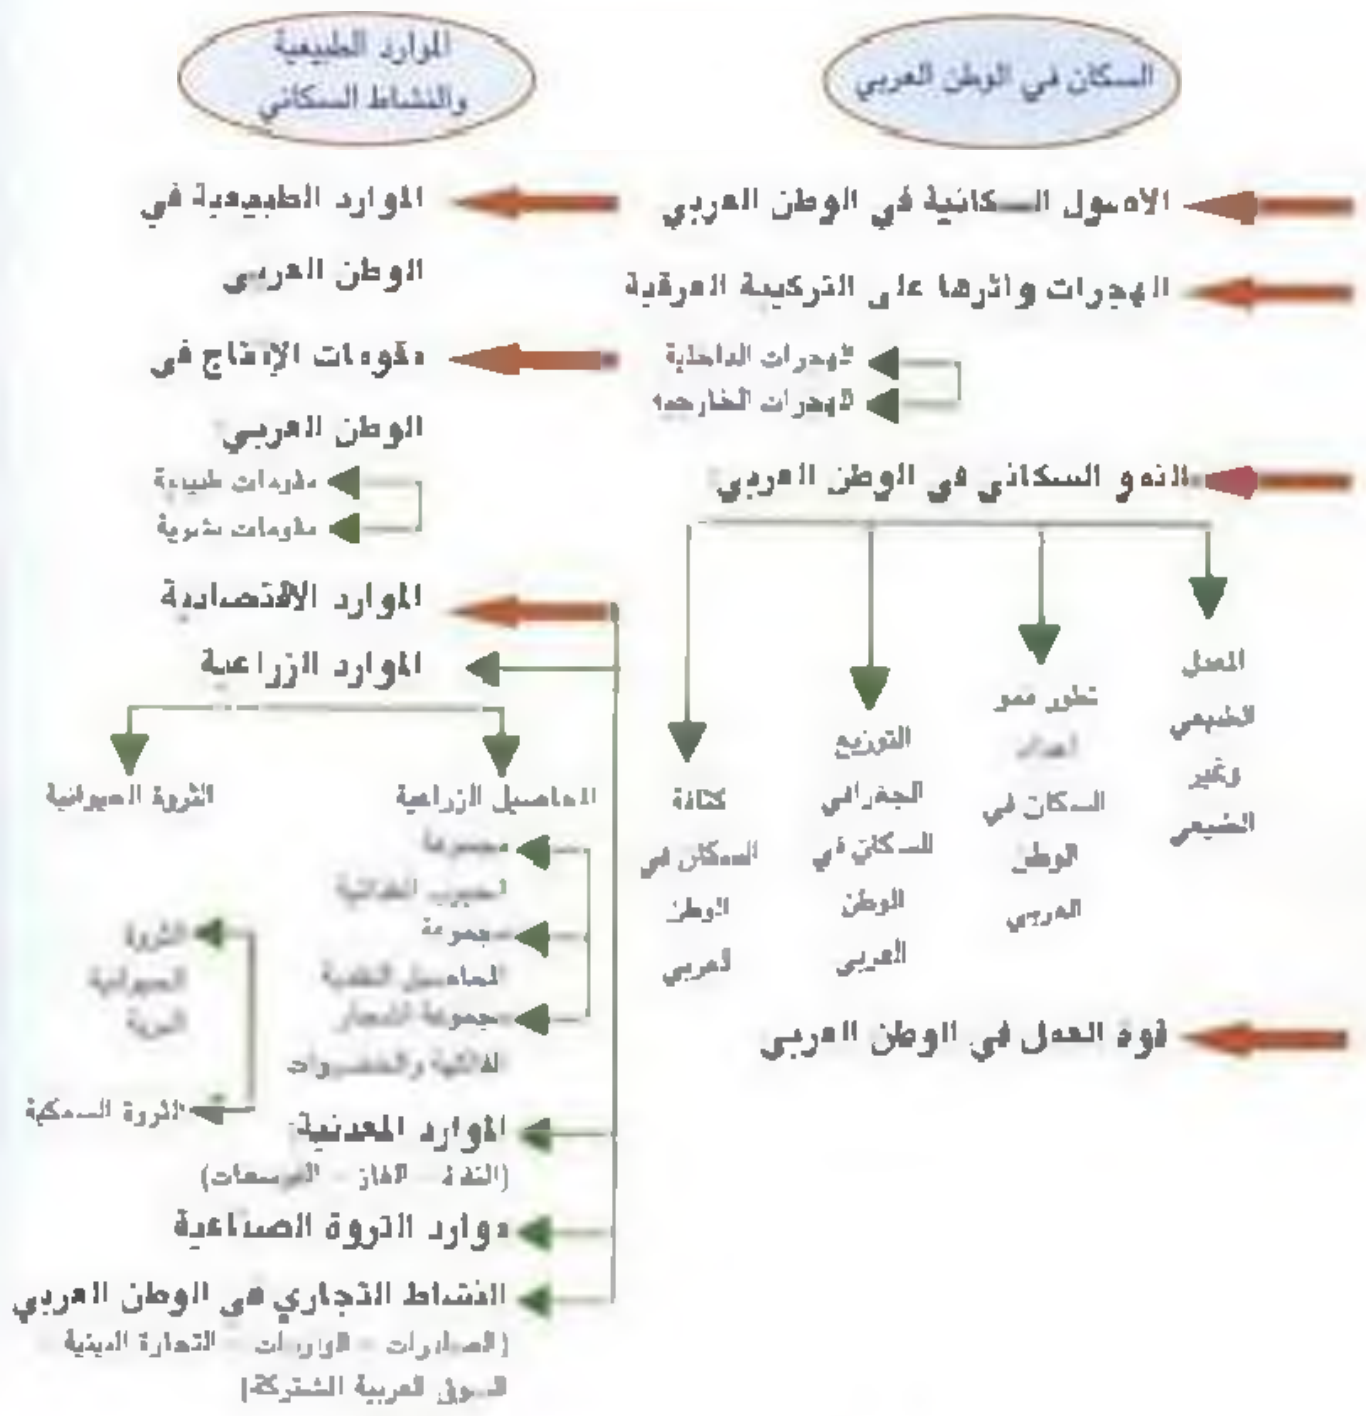 السكان في الوطن العربي
الأصول السكانية في الوطن العربي
الهجرات وأثرها على التركيبة العرقية
الهجرات الداخلية
الهجرات الخارجية
النمو السكاني في الوطن العربي:
المعدل
الطبيعي
وغير
الطبيعي
تطور نمو
أعداد
السكان في
الوطن
العربي
التوزيع
الجغرافي
للسكان في
الوطن
العربي
كثافة
السكان في
الوطن
العربي
قوة العمل في الوطن العربي
الموارد الطبيعية
والنشاط السكاني
الموارد الطبيعية في
الوطن العربي
مقومات الإنتاج في
الوطن العربي:
مقومات طبيعية
مقومات بشرية
الموارد الاقتصادية
الموارد الزراعية
المحاصيل الزراعية
مجموعة
الحبوب الغذائية
مجموعة
المحاصيل النقدية
مجموعة أشجار
الفاكهة والخضروات
الثروة الحيوانية
الثروة
الحيوانية
البرية
الثروة السمكية
الموارد المعدنية:
(النفط - الغاز - الفوسفات)
موارد الثروة الصناعية
النشاط التجاري في الوطن العربي
(الصادرات - الواردات - التجارة البينية -
السوق العربية المشتركة)